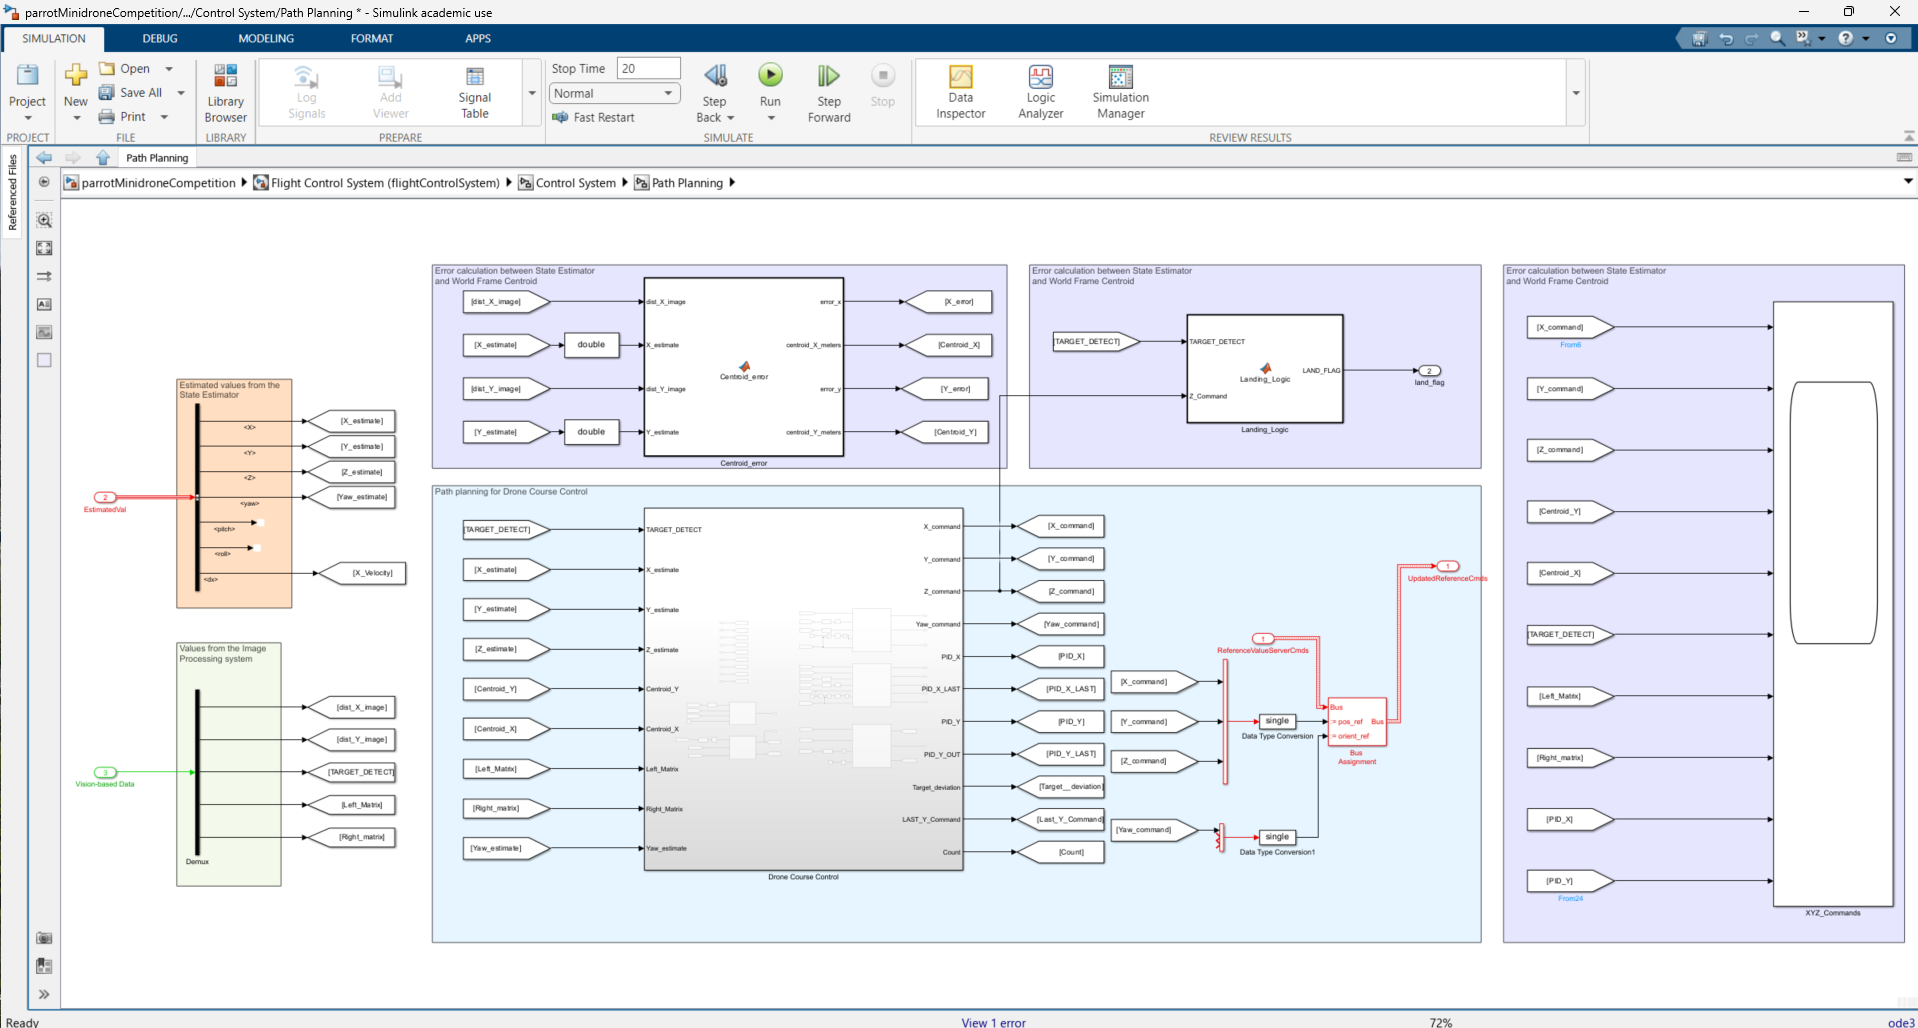 parrotMinidroneCompetition/.../Control System/Path Planning * - Simulink academic use
SIMULATION
DEBUG
MODELING
FORMAT
APPS
Project
New
Open
Save All
Print
Library
Browser
Log
Signals
Add
Viewer
Signal
Table
Stop Time
20
Normal
Fast Restart
Step
Back
Run
Step
Forward
Stop
Data
Inspector
Logic
Analyzer
Simulation
Manager
PROJECT
FILE
LIBRARY
PREPARE
SIMULATE
REVIEW RESULTS
Referenced Files
Path Planning
parrotMinidroneCompetition
Flight Control System (flightControlSystem)
Control System
Path Planning
2
EstimatedVal
Estimated values from the
State Estimator
<X>
<Y>
<Z>
<yaw>
<pitch>
<roll>
<dx>
[X_estimate]
[Y_estimate]
[Z_estimate]
[Yaw_estimate]
[X_Velocity]
3
Vision-based Data
Values from the Image
Processing system
Demux
[dist_X_image]
[dist_Y_image]
[TARGET_DETECT]
[Left_Matrix]
[Right_matrix]
Error calculation between State Estimator
and World Frame Centroid
[dist_X_image]
[X_estimate]
double
[dist_Y_image]
[Y_estimate]
double
dist_X_image
X_estimate
dist_Y_image
Y_estimate
Centroid_error
error_x
centroid_X_meters
error_y
centroid_Y_meters
Centroid_error
[X_error]
[Centroid_X]
[Y_error]
[Centroid_Y]
Error calculation between State Estimator
and World Frame Centroid
[TARGET_DETECT]
TARGET_DETECT
Z_Command
Landing_Logic
LAND_FLAG
Landing_Logic
2
land_flag
Path planning for Drone Course Control
[TARGET_DETECT]
[X_estimate]
[Y_estimate]
[Z_estimate]
[Centroid_Y]
[Centroid_X]
[Left_Matrix]
[Right_matrix]
[Yaw_estimate]
TARGET_DETECT
X_estimate
Y_estimate
Z_estimate
Centroid_Y
Centroid_X
Left_Matrix
Right_Matrix
Yaw_estimate
X_command
Y_command
Z_command
Yaw_command
PID_X
PID_X_LAST
PID_Y
PID_Y_OUT
Target_deviation
LAST_Y_Command
Count
Drone Course Control
[X_command]
[Y_command]
[Z_command]
[Yaw_command]
[PID_X]
[PID_X_LAST]
[PID_Y]
[PID_Y_LAST]
[Target__deviation]
[Last_Y_Command]
[Count]
[X_command]
[Y_command]
[Z_command]
[Yaw_command]
1
ReferenceValueServerCmds
single
Data Type Conversion
single
Data Type Conversion1
Bus
:= pos_ref
:= orient_ref
Bus
Bus
Assignment
1
UpdatedReferenceCmds
Error calculation between State Estimator
and World Frame Centroid
[X_command]
From6
[Y_command]
[Z_command]
[Centroid_Y]
[Centroid_X]
[TARGET_DETECT]
[Left_Matrix]
[Right_matrix]
[PID_X]
[PID_Y]
From24
XYZ_Commands
Ready
View 1 error
72%
ode3